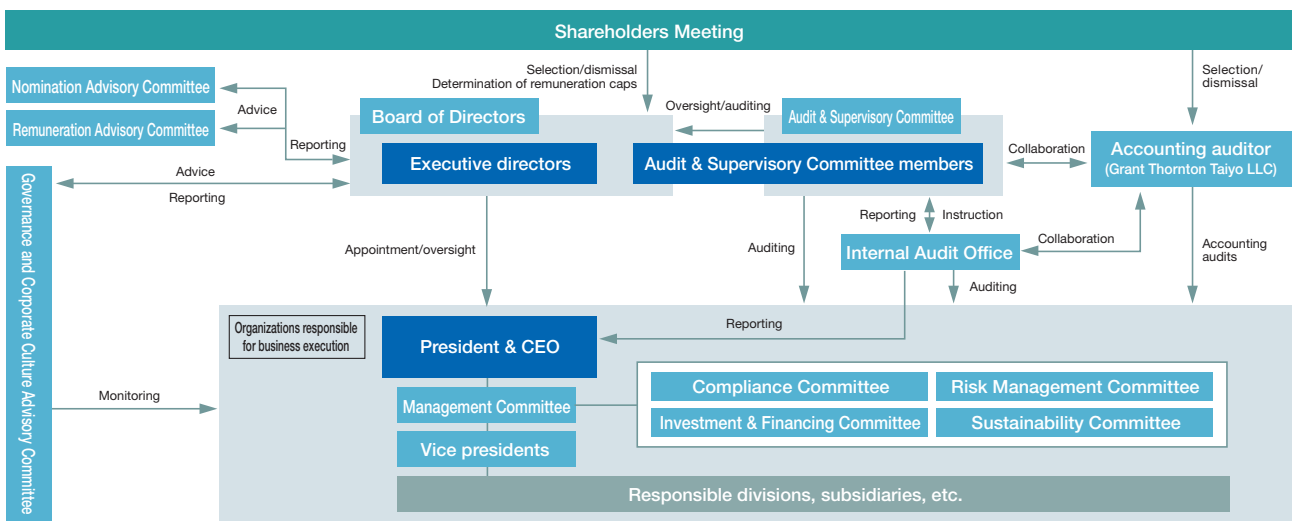 Shareholders Meeting
Selection/dismissal
Determination of remuneration caps
Selection/
dismissal
Nomination Advisory Committee
Advice
Remuneration Advisory Committee
Reporting
Board of Directors
Executive directors
Oversight/auditing
Audit & Supervisory Committee
Audit & Supervisory Committee members
Collaboration
Accounting auditor
(Grant Thornton Taiyo LLC)
Advice
Reporting
Governance and Corporate Culture Advisory Committee
Appointment/oversight
Auditing
Reporting
Instruction
Internal Audit Office
Collaboration
Accounting
audits
Auditing
Organizations responsible
for business execution
President & CEO
Reporting
Monitoring
Management Committee
Compliance Committee
Risk Management Committee
Investment & Financing Committee
Sustainability Committee
Vice presidents
Responsible divisions, subsidiaries, etc.